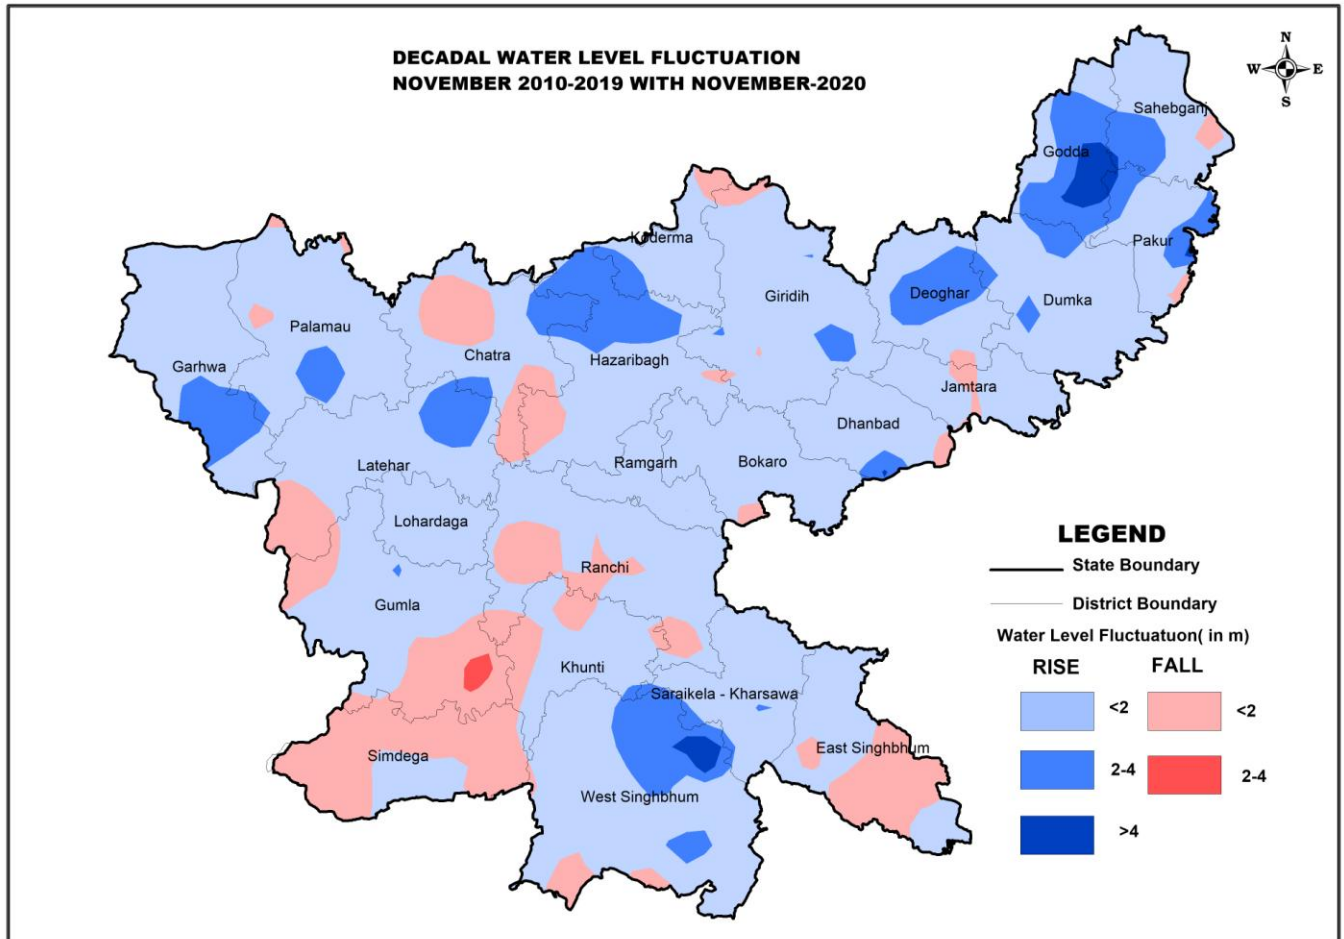 DECADAL WATER LEVEL FLUCTUATION
NOVEMBER 2010-2019 WITH NOVEMBER-2020
N
W E
S
Sahebganj
Godda
Pakur
Koderma
Giridih
Deoghar
Dumka
Palamau
Chatra
Hazaribagh
Garhwa
Jamtara
Dhanbad
Latehar
Ramgarh
Bokaro
Lohardaga
Ranchi
Gumla
Khunti
Saraikela - Kharsawa
Simdega
East Singhbhum
West Singhbhum
LEGEND
State Boundary
District Boundary
Water Level Fluctuatuon( in m)
RISE FALL
<2 <2
2-4 2-4
>4